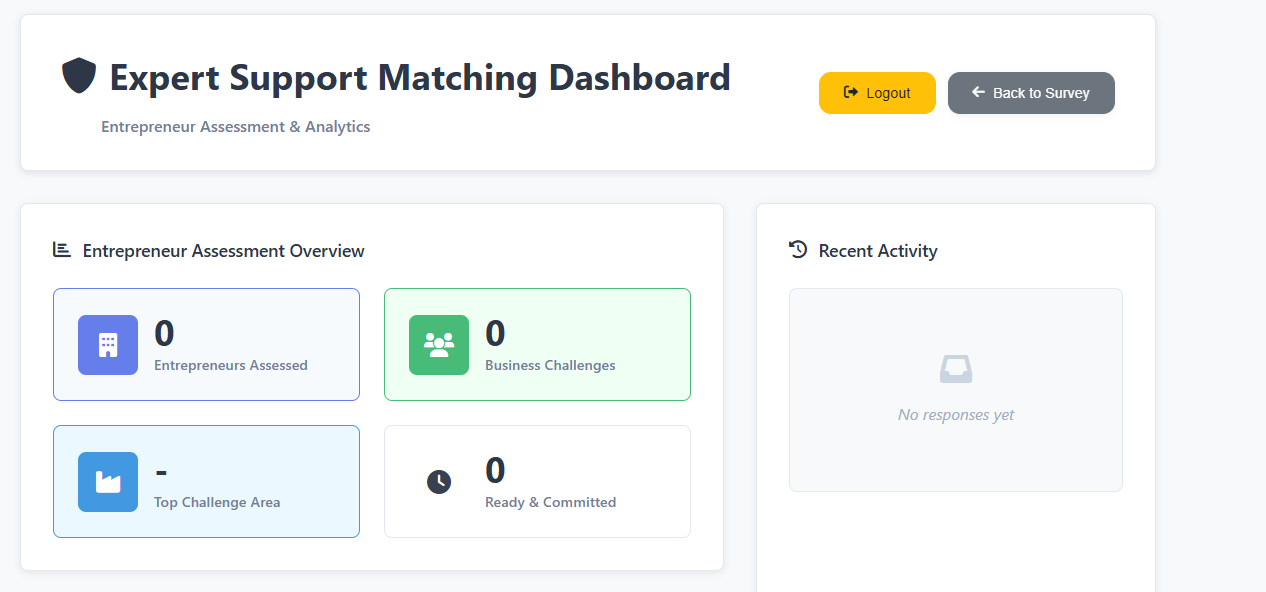 Expert Support Matching Dashboard
Entrepreneur Assessment & Analytics
Logout
Back to Survey
Entrepreneur Assessment Overview
0
Entrepreneurs Assessed
0
Business Challenges
-
Top Challenge Area
0
Ready & Committed
Recent Activity
No responses yet